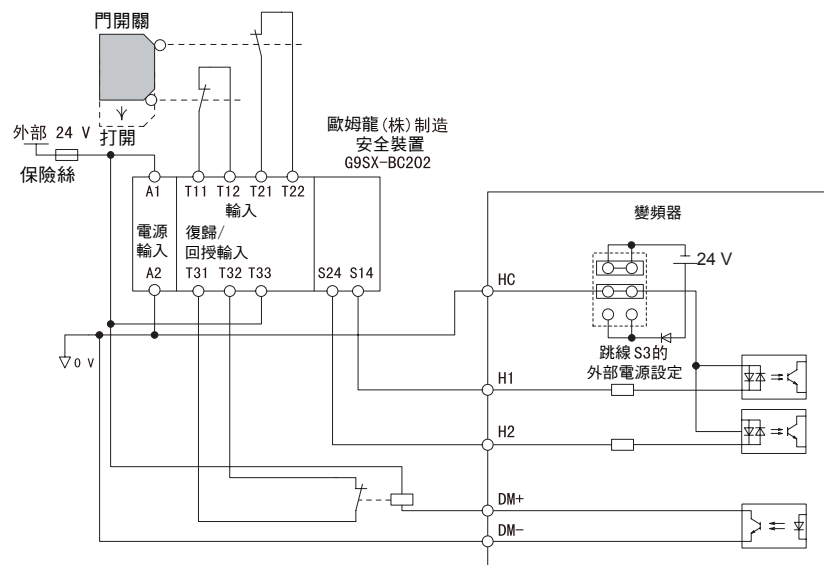 門開關
打開
外部 24 V
保險絲
歐姆龍(株)制造
安全裝置
G9SX-BC202
A1
T11
T12
T21
T22
輸入
電源
輸入
復歸/
回授輸入
A2
T31
T32
T33
S24
S14
0 V
變頻器
24 V
HC
跳線 S3的
外部電源設定
H1
H2
DM+
DM-